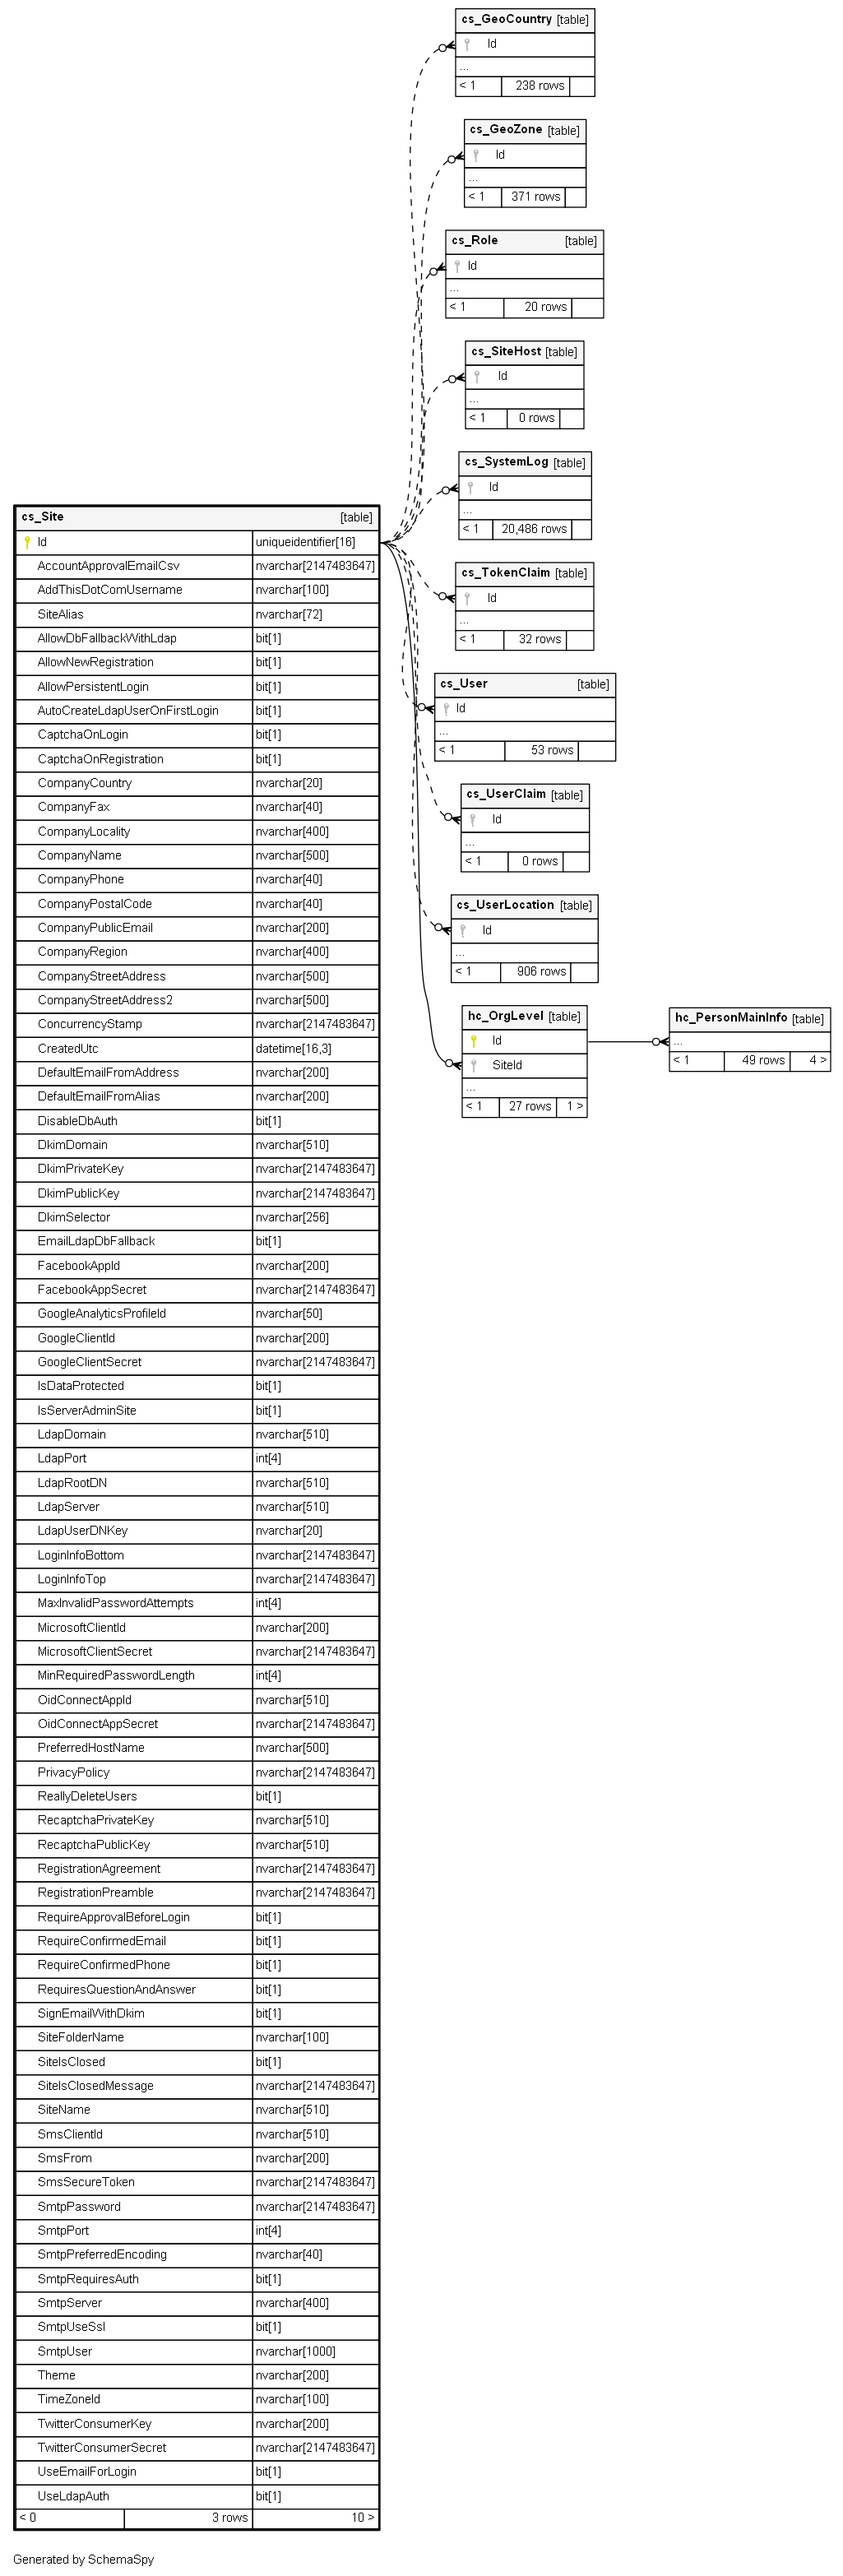 cs_GeoCountry [table]
Id
...
< 1 238 rows
cs_GeoZone [table]
Id
...
< 1 371 rows
cs_Role [table]
Id
...
< 1 20 rows
cs_SiteHost [table]
Id
...
< 1 0 rows
cs_SystemLog [table]
Id
...
< 1 20,486 rows
cs_TokenClaim [table]
Id
...
< 1 32 rows
cs_User [table]
Id
...
< 1 53 rows
cs_UserClaim [table]
Id
...
< 1 0 rows
cs_UserLocation [table]
Id
...
< 1 906 rows
hc_OrgLevel [table]
Id
SiteId
...
< 1 27 rows 1 >
hc_PersonMainInfo [table]
...
< 1 49 rows 4 >
cs_Site [table]
Id uniqueidentifier[16]
AccountApprovalEmailCsv nvarchar[2147483647]
AddThisDotComUsername nvarchar[100]
SiteAlias nvarchar[72]
AllowDbFallbackWithLdap bit[1]
AllowNewRegistration bit[1]
AllowPersistentLogin bit[1]
AutoCreateLdapUserOnFirstLogin bit[1]
CaptchaOnLogin bit[1]
CaptchaOnRegistration bit[1]
CompanyCountry nvarchar[20]
CompanyFax nvarchar[40]
CompanyLocality nvarchar[400]
CompanyName nvarchar[500]
CompanyPhone nvarchar[40]
CompanyPostalCode nvarchar[40]
CompanyPublicEmail nvarchar[200]
CompanyRegion nvarchar[400]
CompanyStreetAddress nvarchar[500]
CompanyStreetAddress2 nvarchar[500]
ConcurrencyStamp nvarchar[2147483647]
CreatedUtc datetime[16,3]
DefaultEmailFromAddress nvarchar[200]
DefaultEmailFromAlias nvarchar[200]
DisableDbAuth bit[1]
DkimDomain nvarchar[510]
DkimPrivateKey nvarchar[2147483647]
DkimPublicKey nvarchar[2147483647]
DkimSelector nvarchar[256]
EmailLdapDbFallback bit[1]
FacebookAppId nvarchar[200]
FacebookAppSecret nvarchar[2147483647]
GoogleAnalyticsProfileId nvarchar[50]
GoogleClientId nvarchar[200]
GoogleClientSecret nvarchar[2147483647]
IsDataProtected bit[1]
IsServerAdminSite bit[1]
LdapDomain nvarchar[510]
LdapPort int[4]
LdapRootDN nvarchar[510]
LdapServer nvarchar[510]
LdapUserDNKey nvarchar[20]
LoginInfoBottom nvarchar[2147483647]
LoginInfoTop nvarchar[2147483647]
MaxInvalidPasswordAttempts int[4]
MicrosoftClientId nvarchar[200]
MicrosoftClientSecret nvarchar[2147483647]
MinRequiredPasswordLength int[4]
OidConnectAppId nvarchar[510]
OidConnectAppSecret nvarchar[2147483647]
PreferredHostName nvarchar[500]
PrivacyPolicy nvarchar[2147483647]
ReallyDeleteUsers bit[1]
RecaptchaPrivateKey nvarchar[510]
RecaptchaPublicKey nvarchar[510]
RegistrationAgreement nvarchar[2147483647]
RegistrationPreamble nvarchar[2147483647]
RequireApprovalBeforeLogin bit[1]
RequireConfirmedEmail bit[1]
RequireConfirmedPhone bit[1]
RequiresQuestionAndAnswer bit[1]
SignEmailWithDkim bit[1]
SiteFolderName nvarchar[100]
SiteIsClosed bit[1]
SiteIsClosedMessage nvarchar[2147483647]
SiteName nvarchar[510]
SmsClientId nvarchar[510]
SmsFrom nvarchar[200]
SmsSecureToken nvarchar[2147483647]
SmtpPassword nvarchar[2147483647]
SmtpPort int[4]
SmtpPreferredEncoding nvarchar[40]
SmtpRequiresAuth bit[1]
SmtpServer nvarchar[400]
SmtpUseSsl bit[1]
SmtpUser nvarchar[1000]
Theme nvarchar[200]
TimeZoneId nvarchar[100]
TwitterConsumerKey nvarchar[200]
TwitterConsumerSecret nvarchar[2147483647]
UseEmailForLogin bit[1]
UseLdapAuth bit[1]
< 0 3 rows 10 >
Generated by SchemaSpy